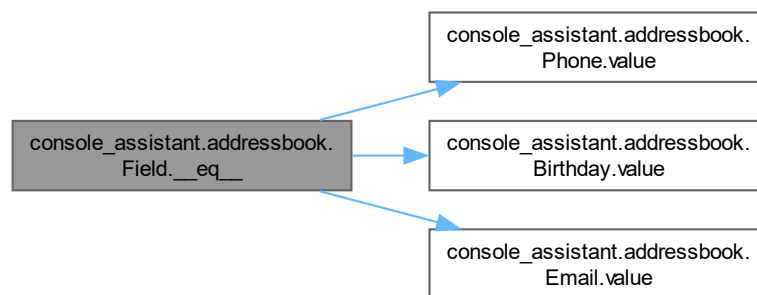 console_assistant.addressbook.
Phone.value
console_assistant.addressbook.
Field.__eq__
console_assistant.addressbook.
Birthday.value
console_assistant.addressbook.
Email.value